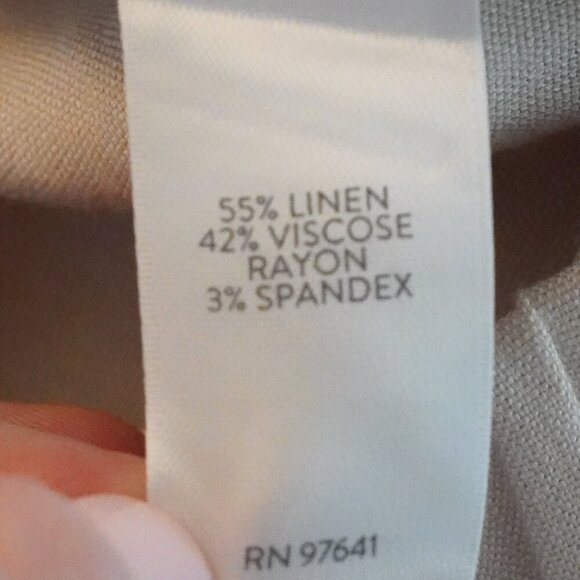 55% LINEN
42% VISCOSE
RAYON
3% SPANDEX
RN 97641